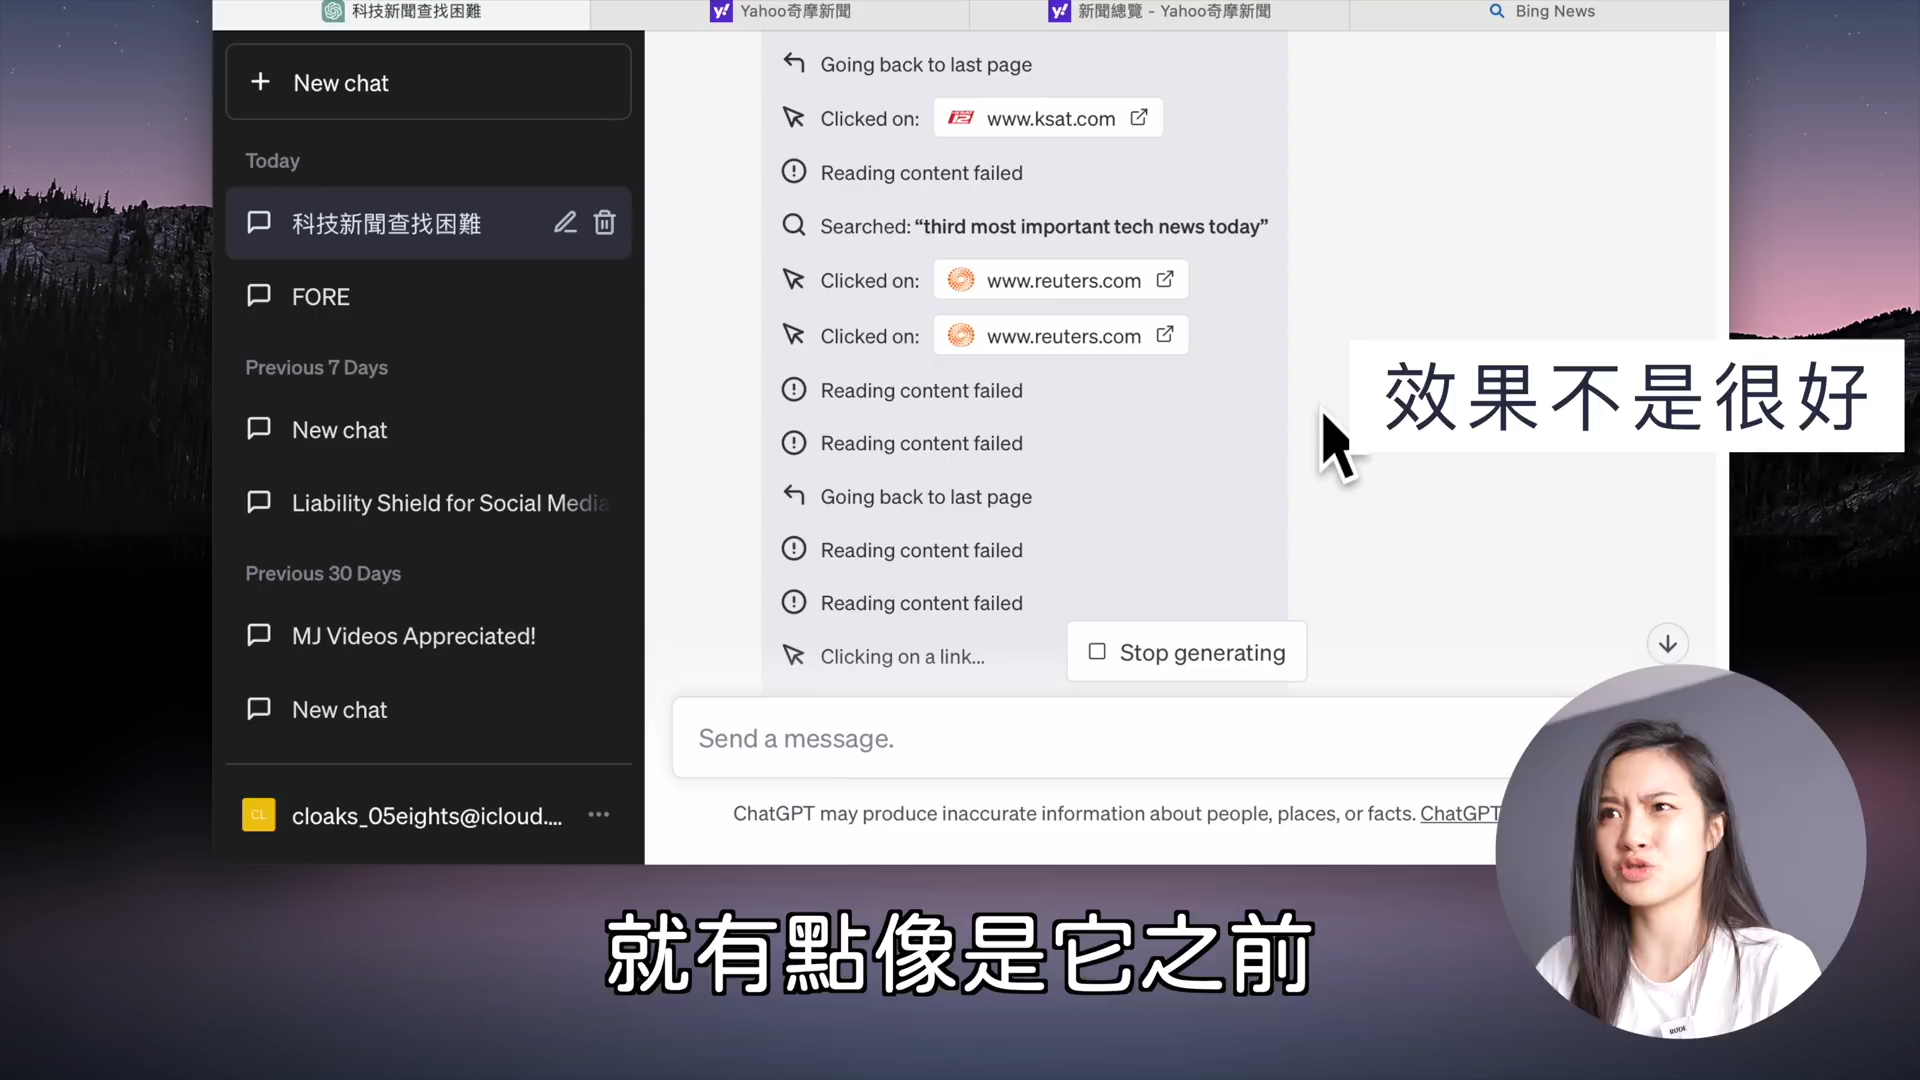 科技新聞查找困難
Yahoo奇摩新聞
新聞總覽 - Yahoo奇摩新聞
Bing News
New chat
Today
科技新聞查找困難
FORE
Previous 7 Days
New chat
Liability Shield for Social Media
Previous 30 Days
MJ Videos Appreciated!
New chat
CL
cloaks_05eights@icloud....
Going back to last page
Clicked on: www.ksat.com
Reading content failed
Searched: “third most important tech news today”
Clicked on: www.reuters.com
Clicked on: www.reuters.com
Reading content failed
Reading content failed
Going back to last page
Reading content failed
Reading content failed
Clicking on a link...
Stop generating
Send a message.
ChatGPT may produce inaccurate information about people, places, or facts. ChatGPT
效果不是很好
就有點像是它之前
RODE